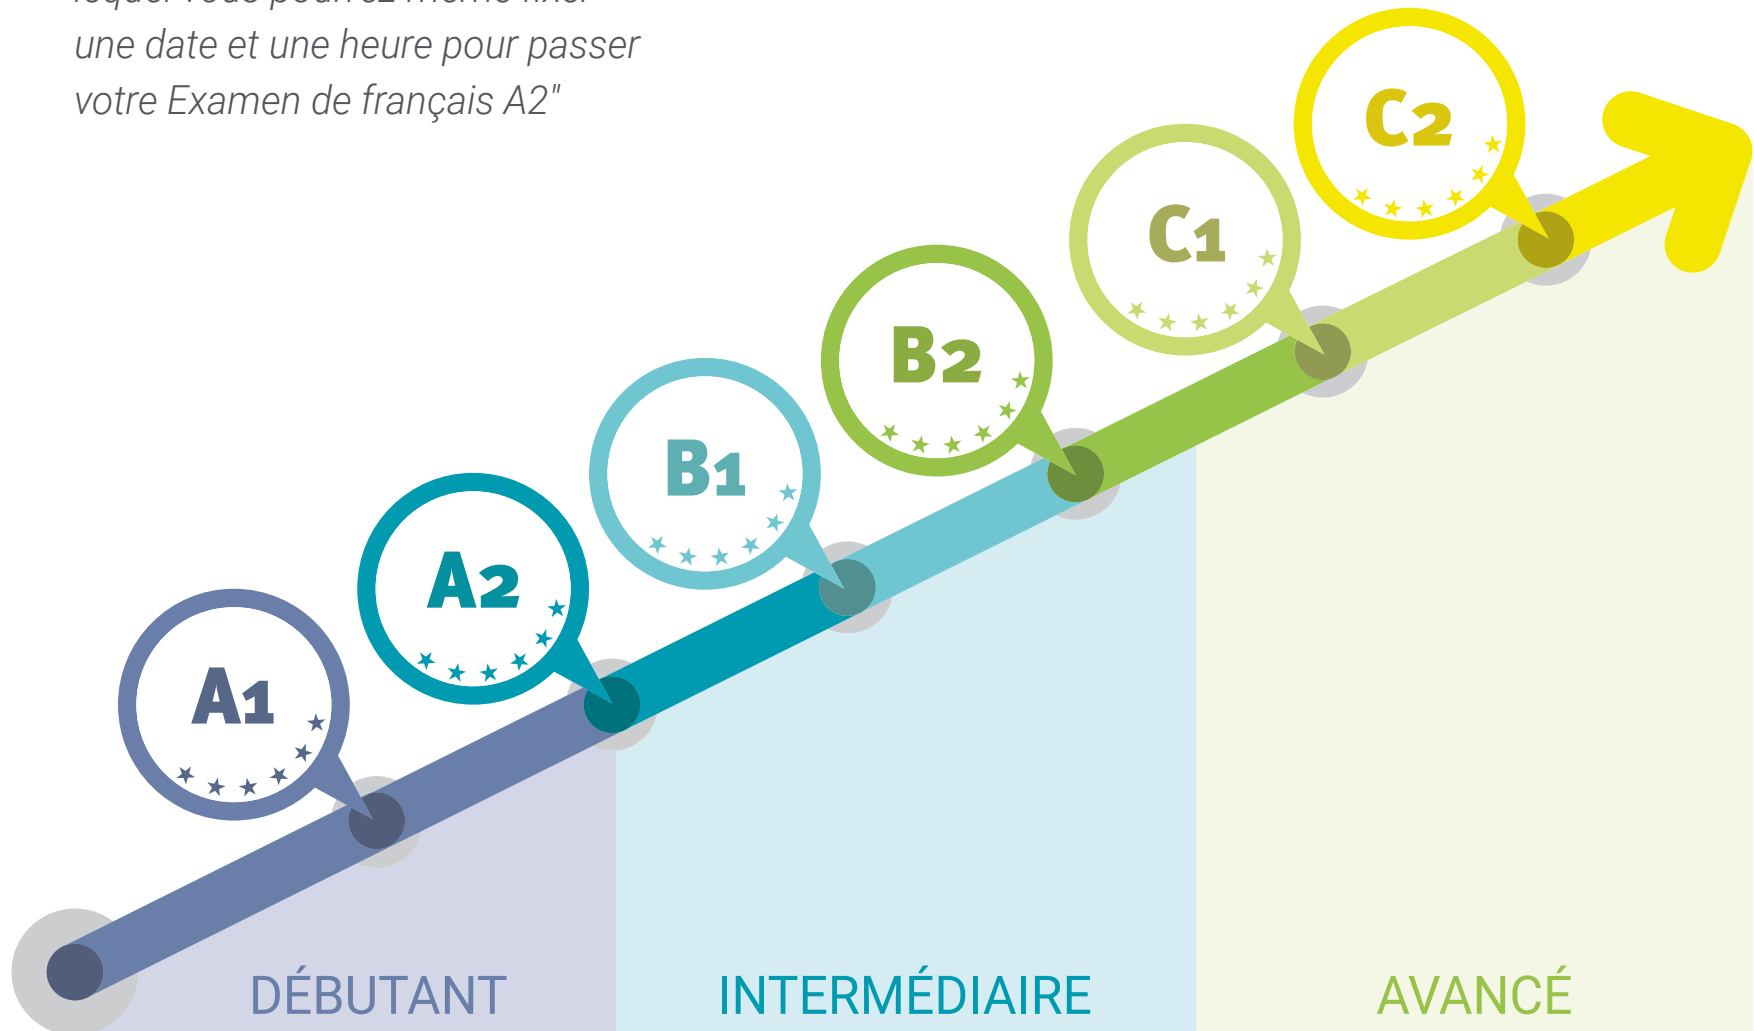 une date et une heure pour passer
votre Examen de français A2"
C2
C1
B2
B1
A2
A1
DÉBUTANT
INTERMÉDIAIRE
AVANCÉ